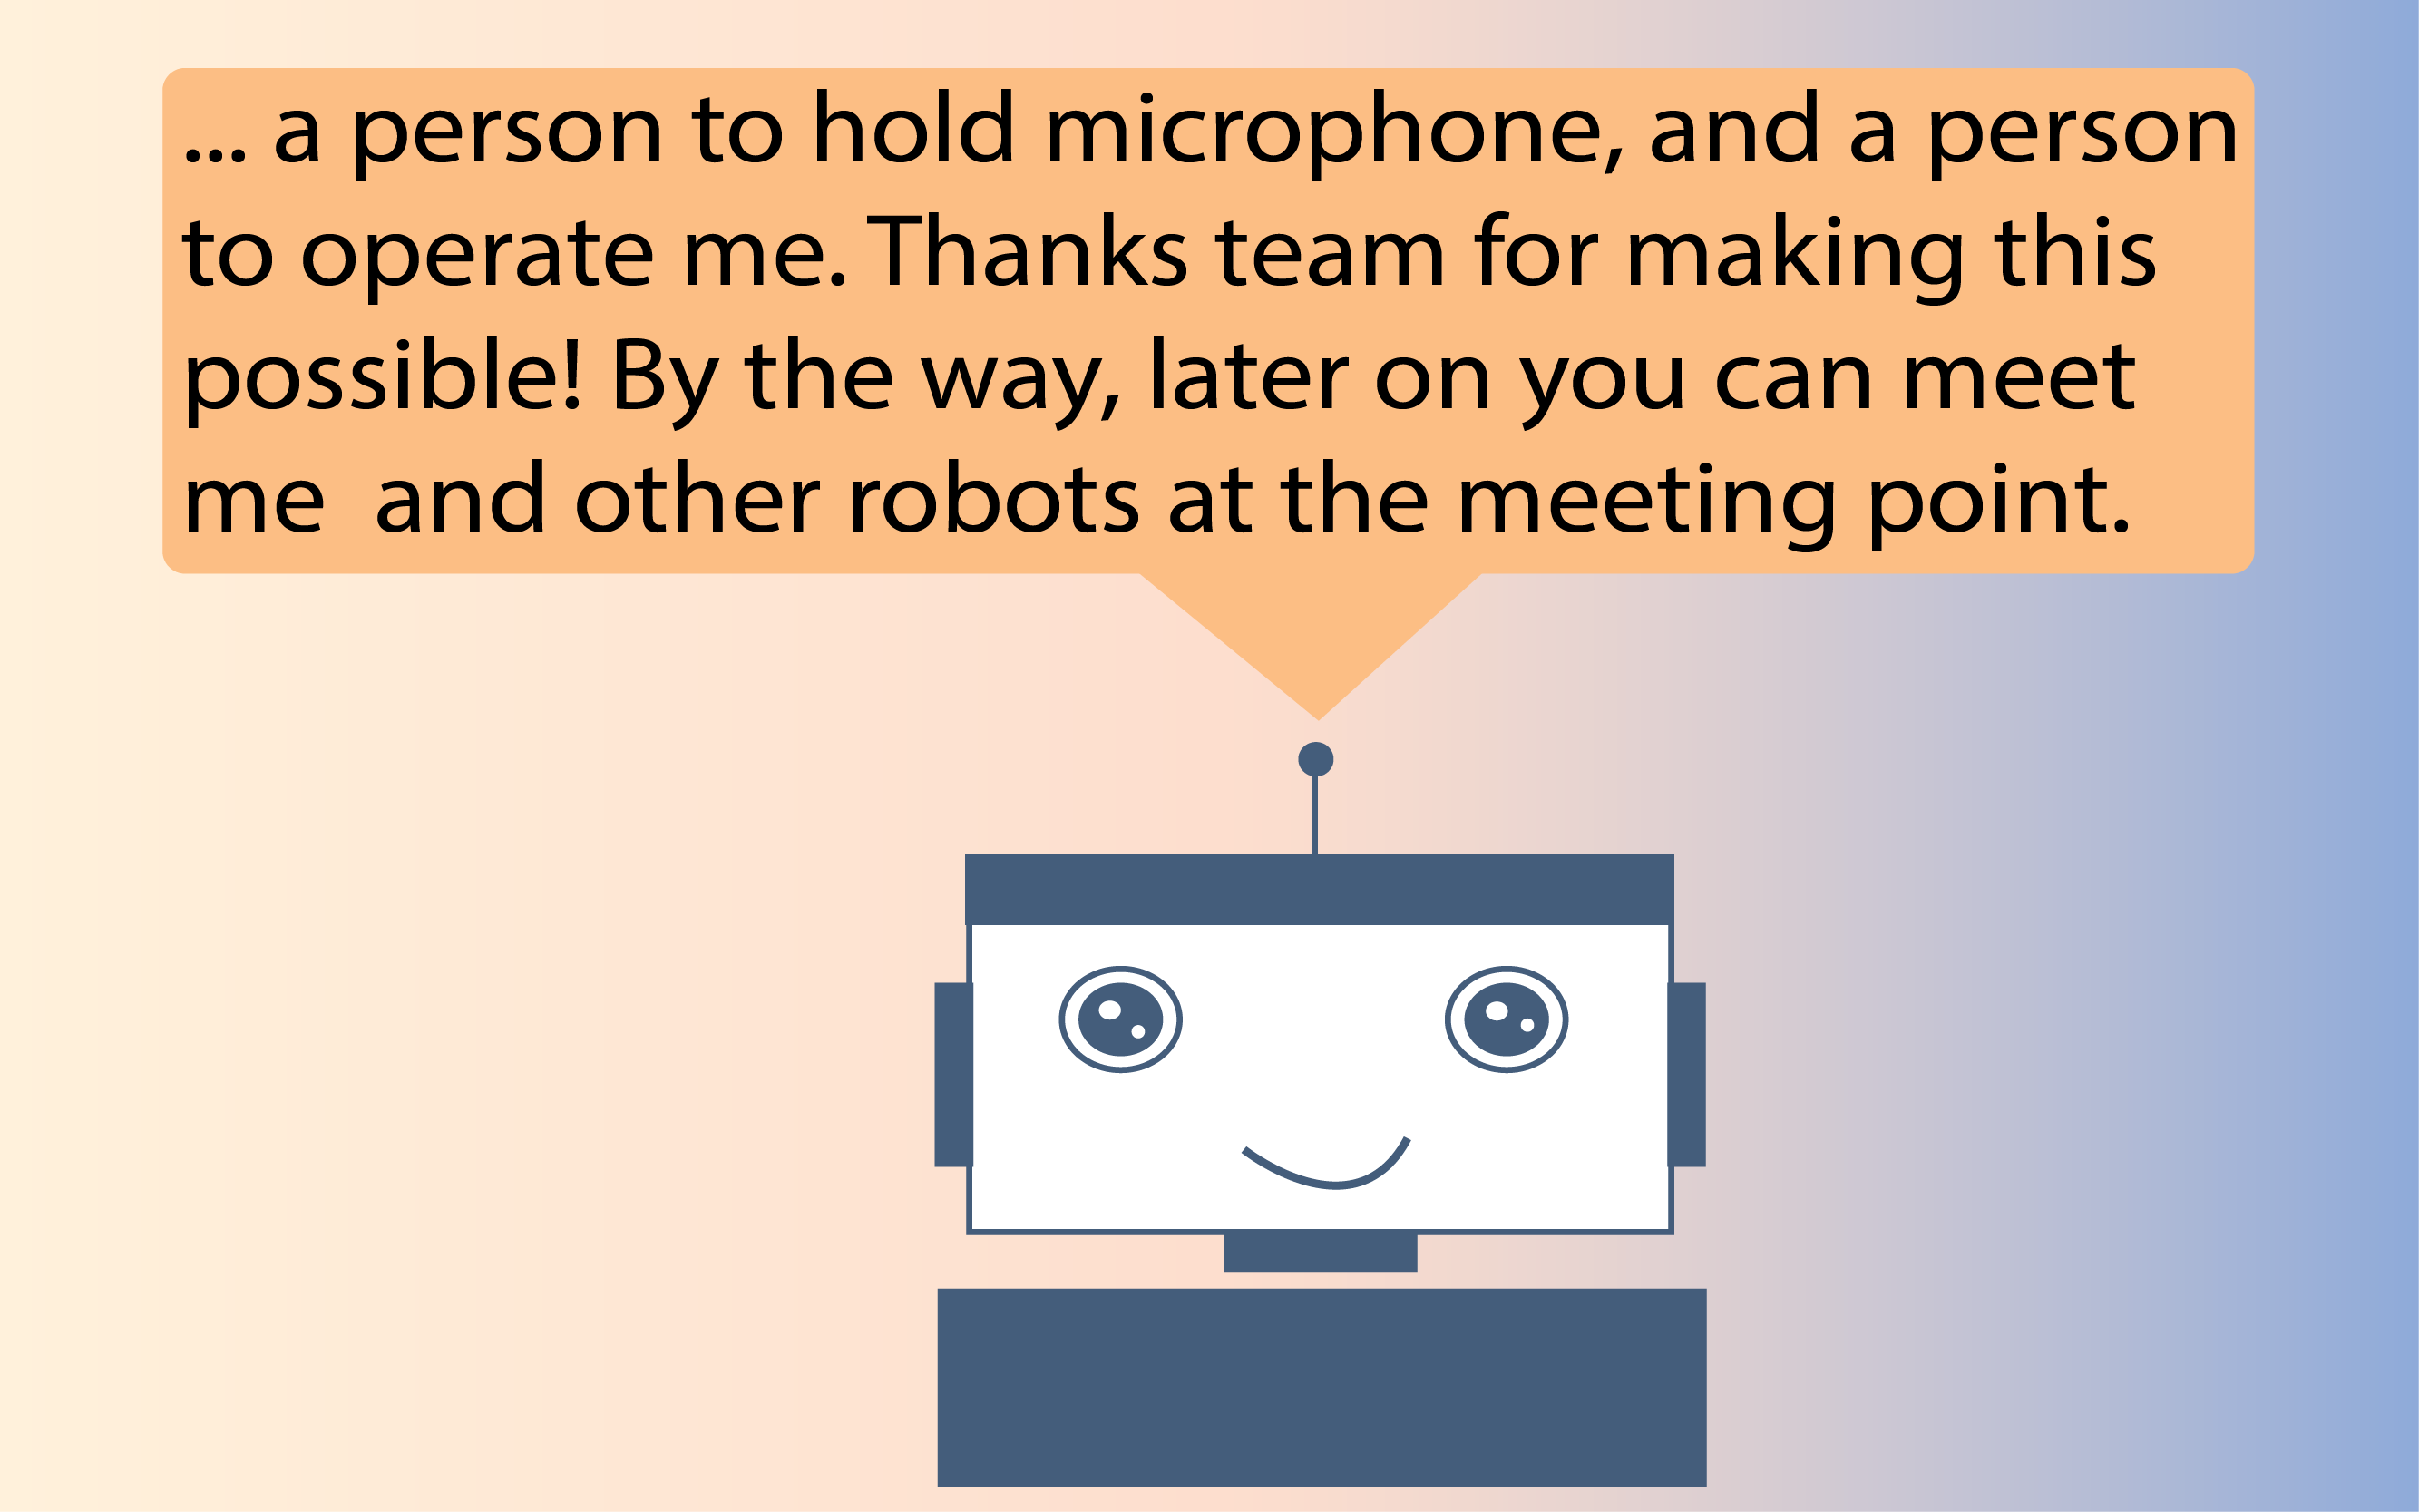 ... a person to hold microphone, and a person
to operate me. Thanks team for making this
possible! By the way, later on you can meet
me  and other robots at the meeting point.